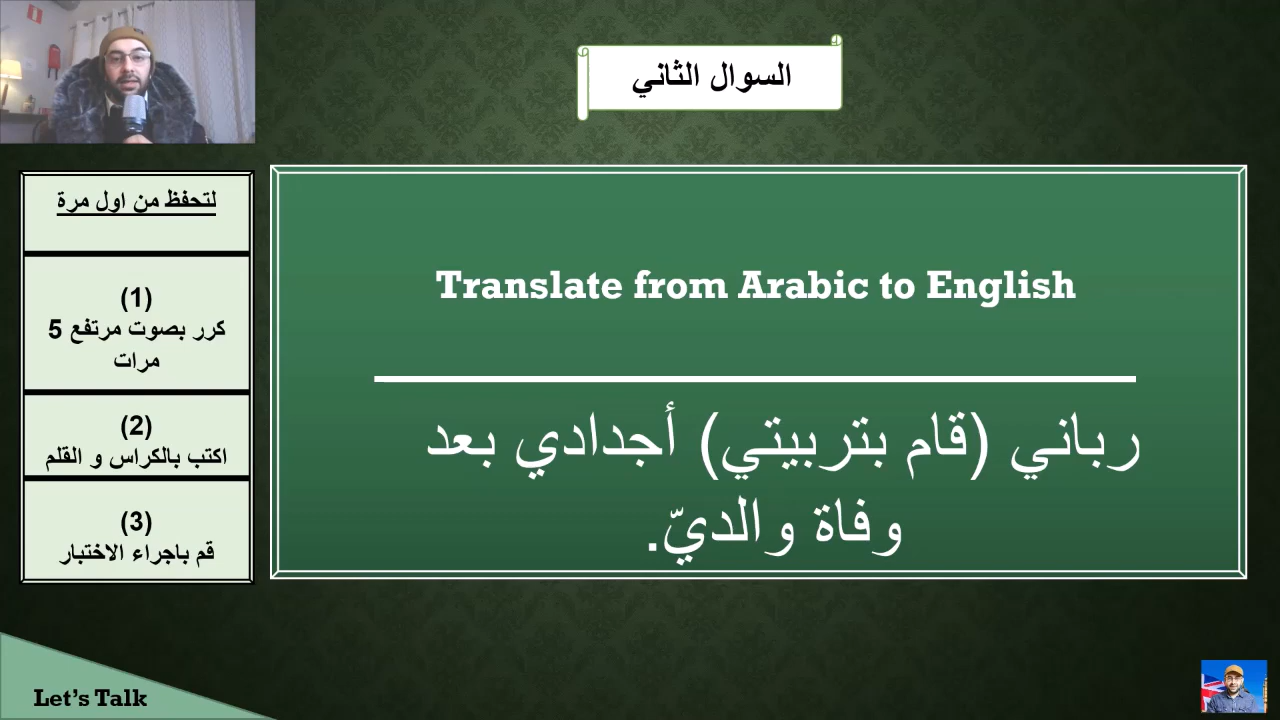 السوال الثاني
لتحفظ من اول مرة
(1)
كرر بصوت مرتفع 5
مرات
(2)
اكتب بالكراس و القلم
(3)
قم باجراء الاختبار
Translate from Arabic to English
رباني (قام بتربيتي) أجدادي بعد
وفاة والديّ.
Let’s Talk